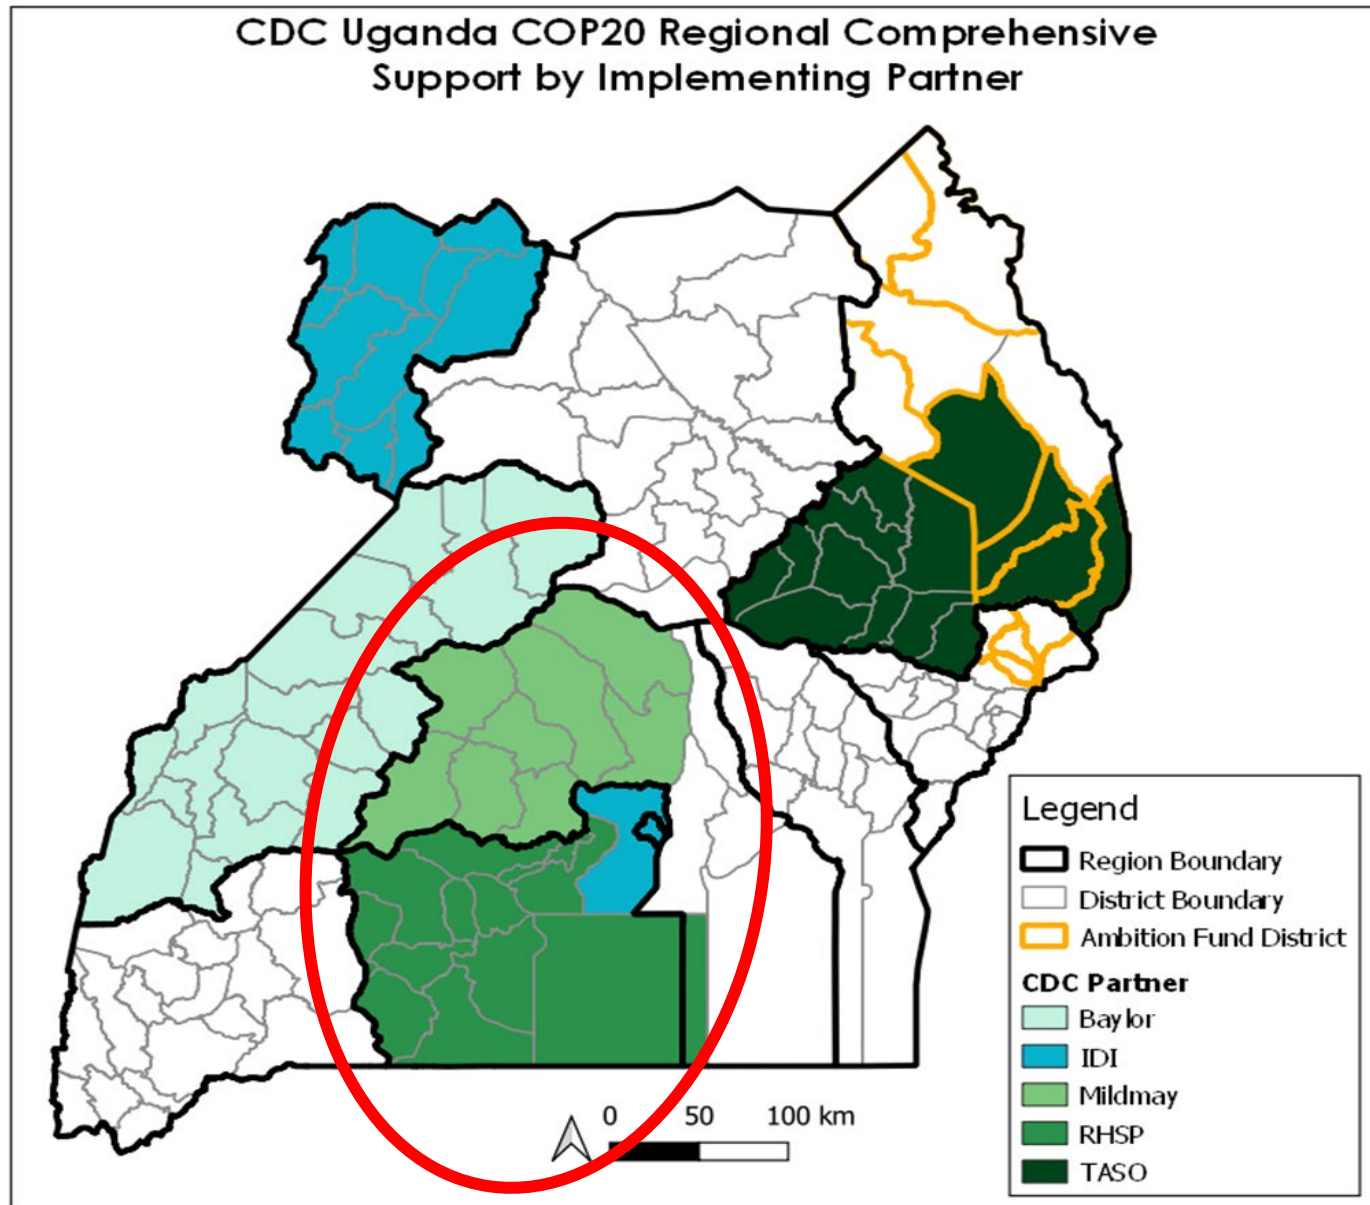 CDC Uganda COP20 Regional Comprehensive
Support by Implementing Partner
Legend
Region Boundary
District Boundary
Ambition Fund District
CDC Partner
Baylor
IDI
Mildmay
RHSP
TASO
0 50 100 km